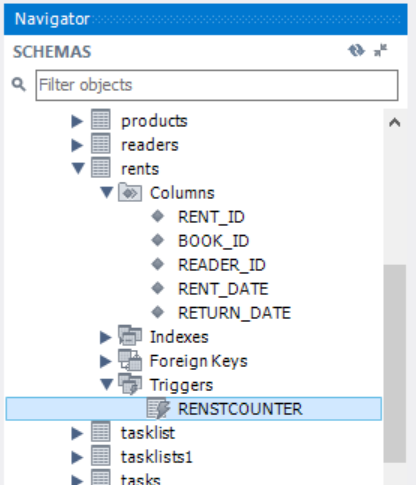 Navigator
SCHEMAS
Filter objects
products
readers
rents
Columns
RENT_ID
BOOK_ID
READER_ID
RENT_DATE
RETURN_DATE
Indexes
Foreign Keys
Triggers
RENSTCOUNTER
tasklist
tasklists1
tasks